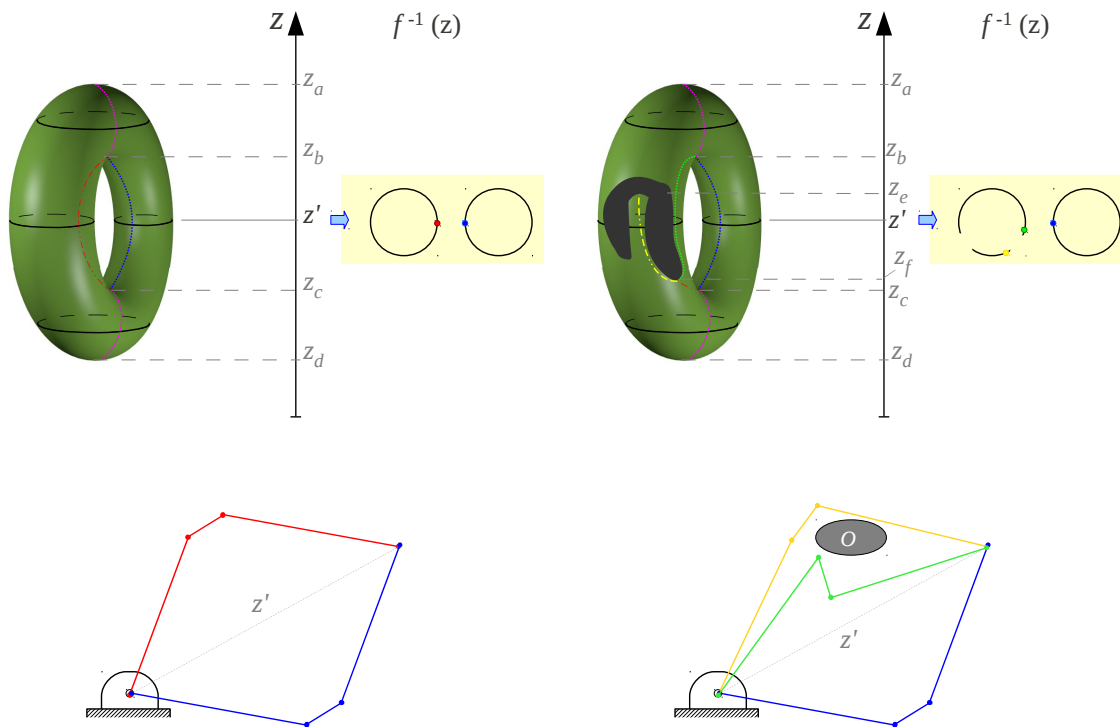 z
f ⁻¹ (z)
z_a
z_b
z'
z_c
z_d
z'
z
f ⁻¹ (z)
z_a
z_b
z_e
z'
z_f
z_c
z_d
O
z'